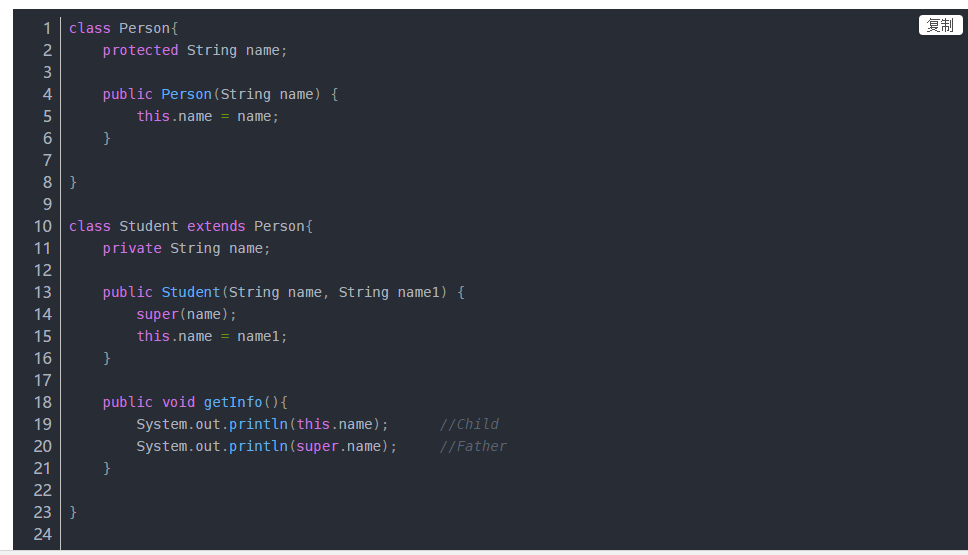 复制
1 class Person{
2     protected String name;
3
4     public Person(String name) {
5         this.name = name;
6     }
7
8 }
9
10 class Student extends Person{
11     private String name;
12
13     public Student(String name, String name1) {
14         super(name);
15         this.name = name1;
16     }
17
18     public void getInfo(){
19         System.out.println(this.name);      //Child
20         System.out.println(super.name);     //Father
21     }
22
23 }
24